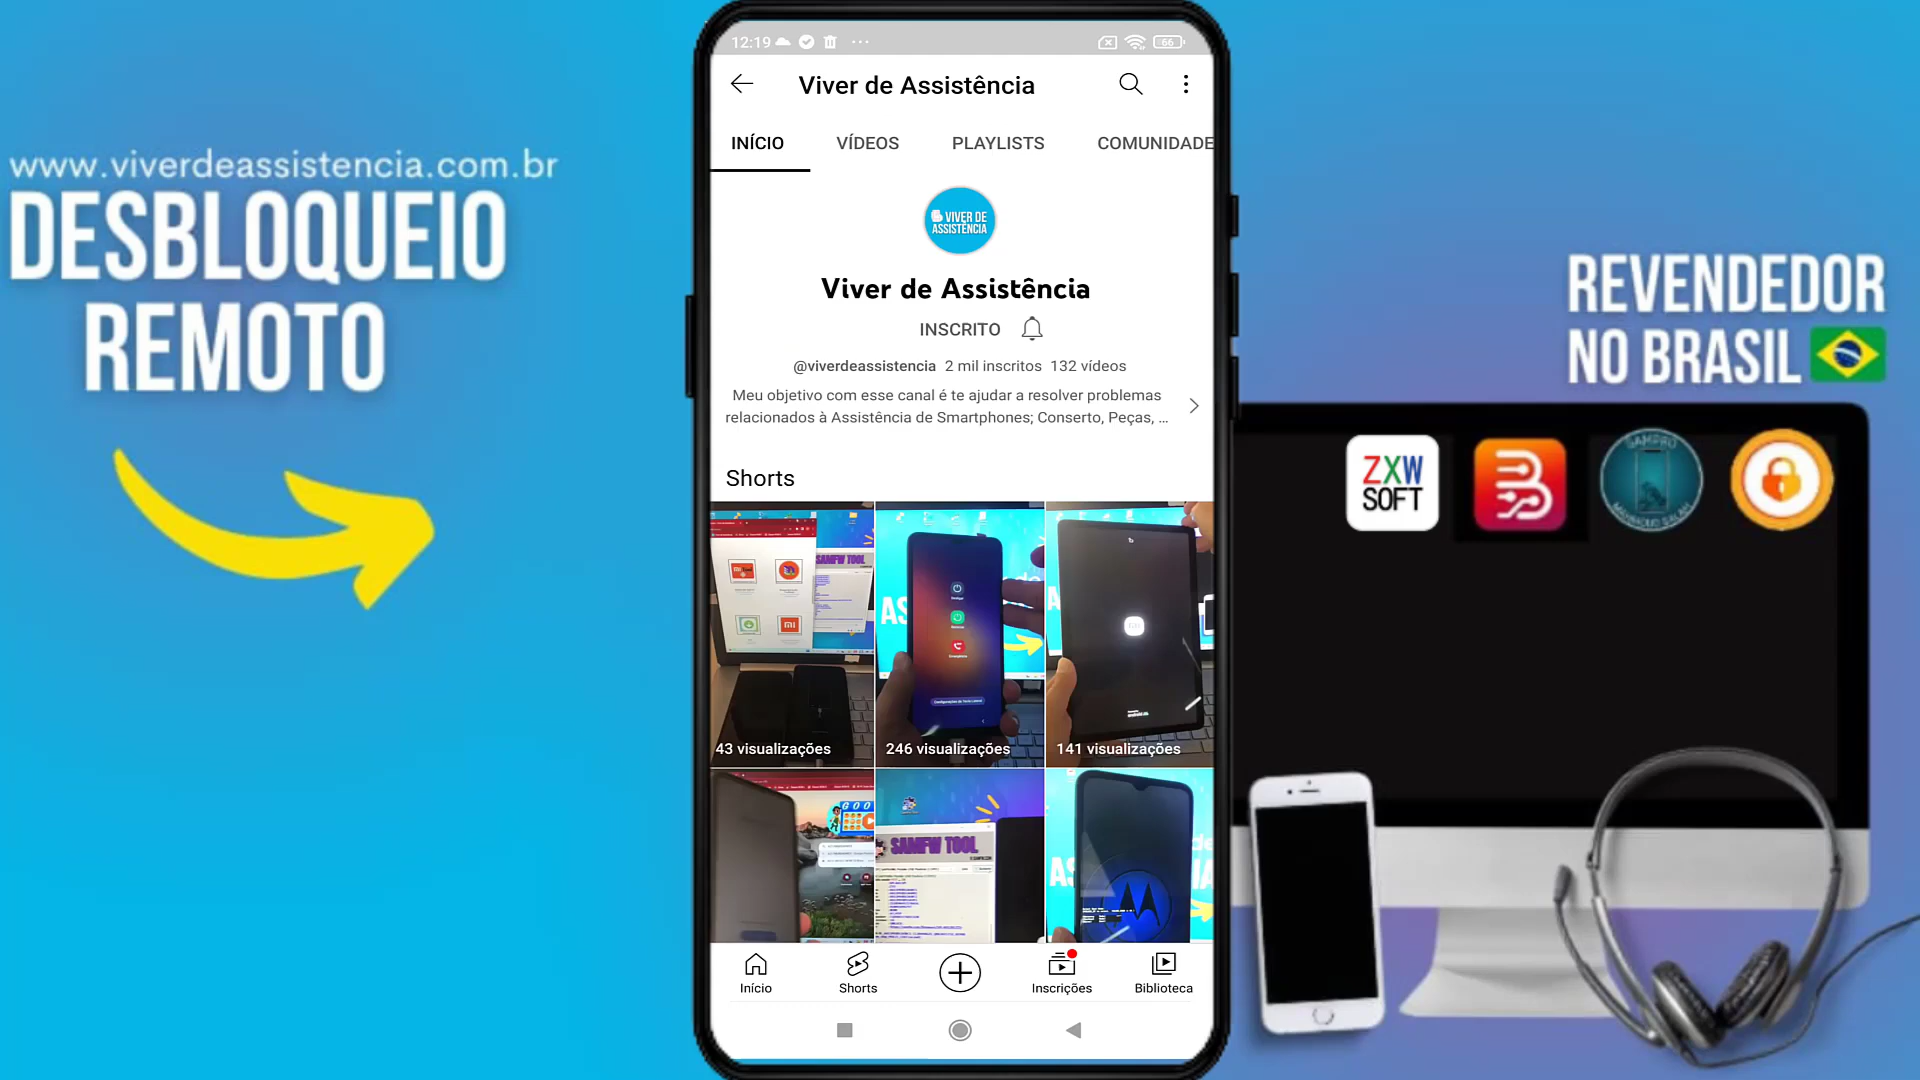 www.viverdeassistencia.com.br
DESBLOQUEIO
REMOTO
12:19
66
Viver de Assistência
INÍCIO
VÍDEOS
PLAYLISTS
COMUNIDADE
VIVER DE
ASSISTÊNCIA
Viver de Assistência
INSCRITO
@viverdeassistencia 2 mil inscritos 132 vídeos
Meu objetivo com esse canal é te ajudar a resolver problemas
relacionados à Assistência de Smartphones; Conserto, Peças, ...
Shorts
SAMFW TOOL
43 visualizações
246 visualizações
141 visualizações
SAMFW TOOL
Início
Shorts
Inscrições
Biblioteca
REVENDEDOR
NO BRASIL
ZXW
SOFT